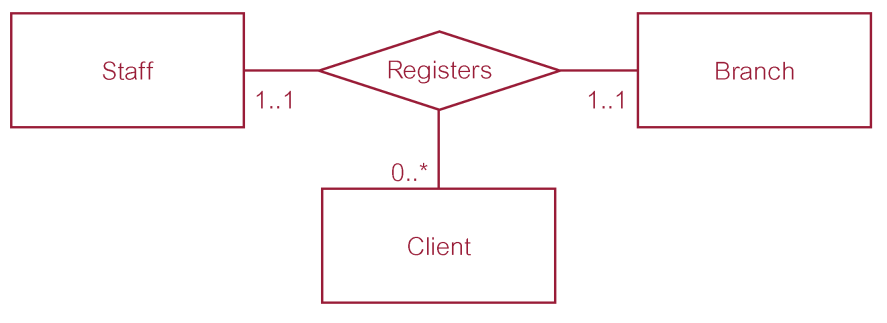 Staff
Registers
Branch
1..1
1..1
0..*
Client